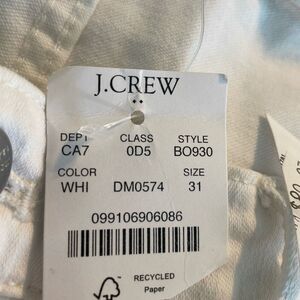 J.CREW
DEPT CLASS STYLE
CA7 0D5 BO930
COLOR SIZE
WHI DM0574 31
099106906086
RECYCLED
Paper